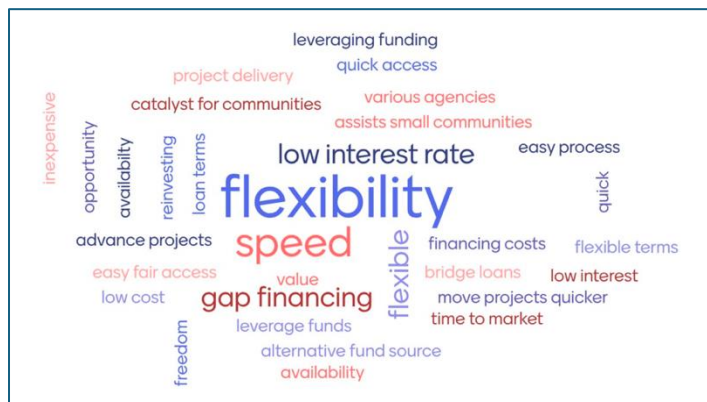 leveraging funding
quick access
project delivery
various agencies
catalyst for communities
assists small communities
inexpensive
opportunity
availabilty
reinvesting
loan terms
low interest rate
easy process
quick
flexibility
advance projects
speed
flexible
financing costs
flexible terms
easy fair access
value
bridge loans
low interest
low cost
gap financing
move projects quicker
time to market
leverage funds
freedom
alternative fund source
availability